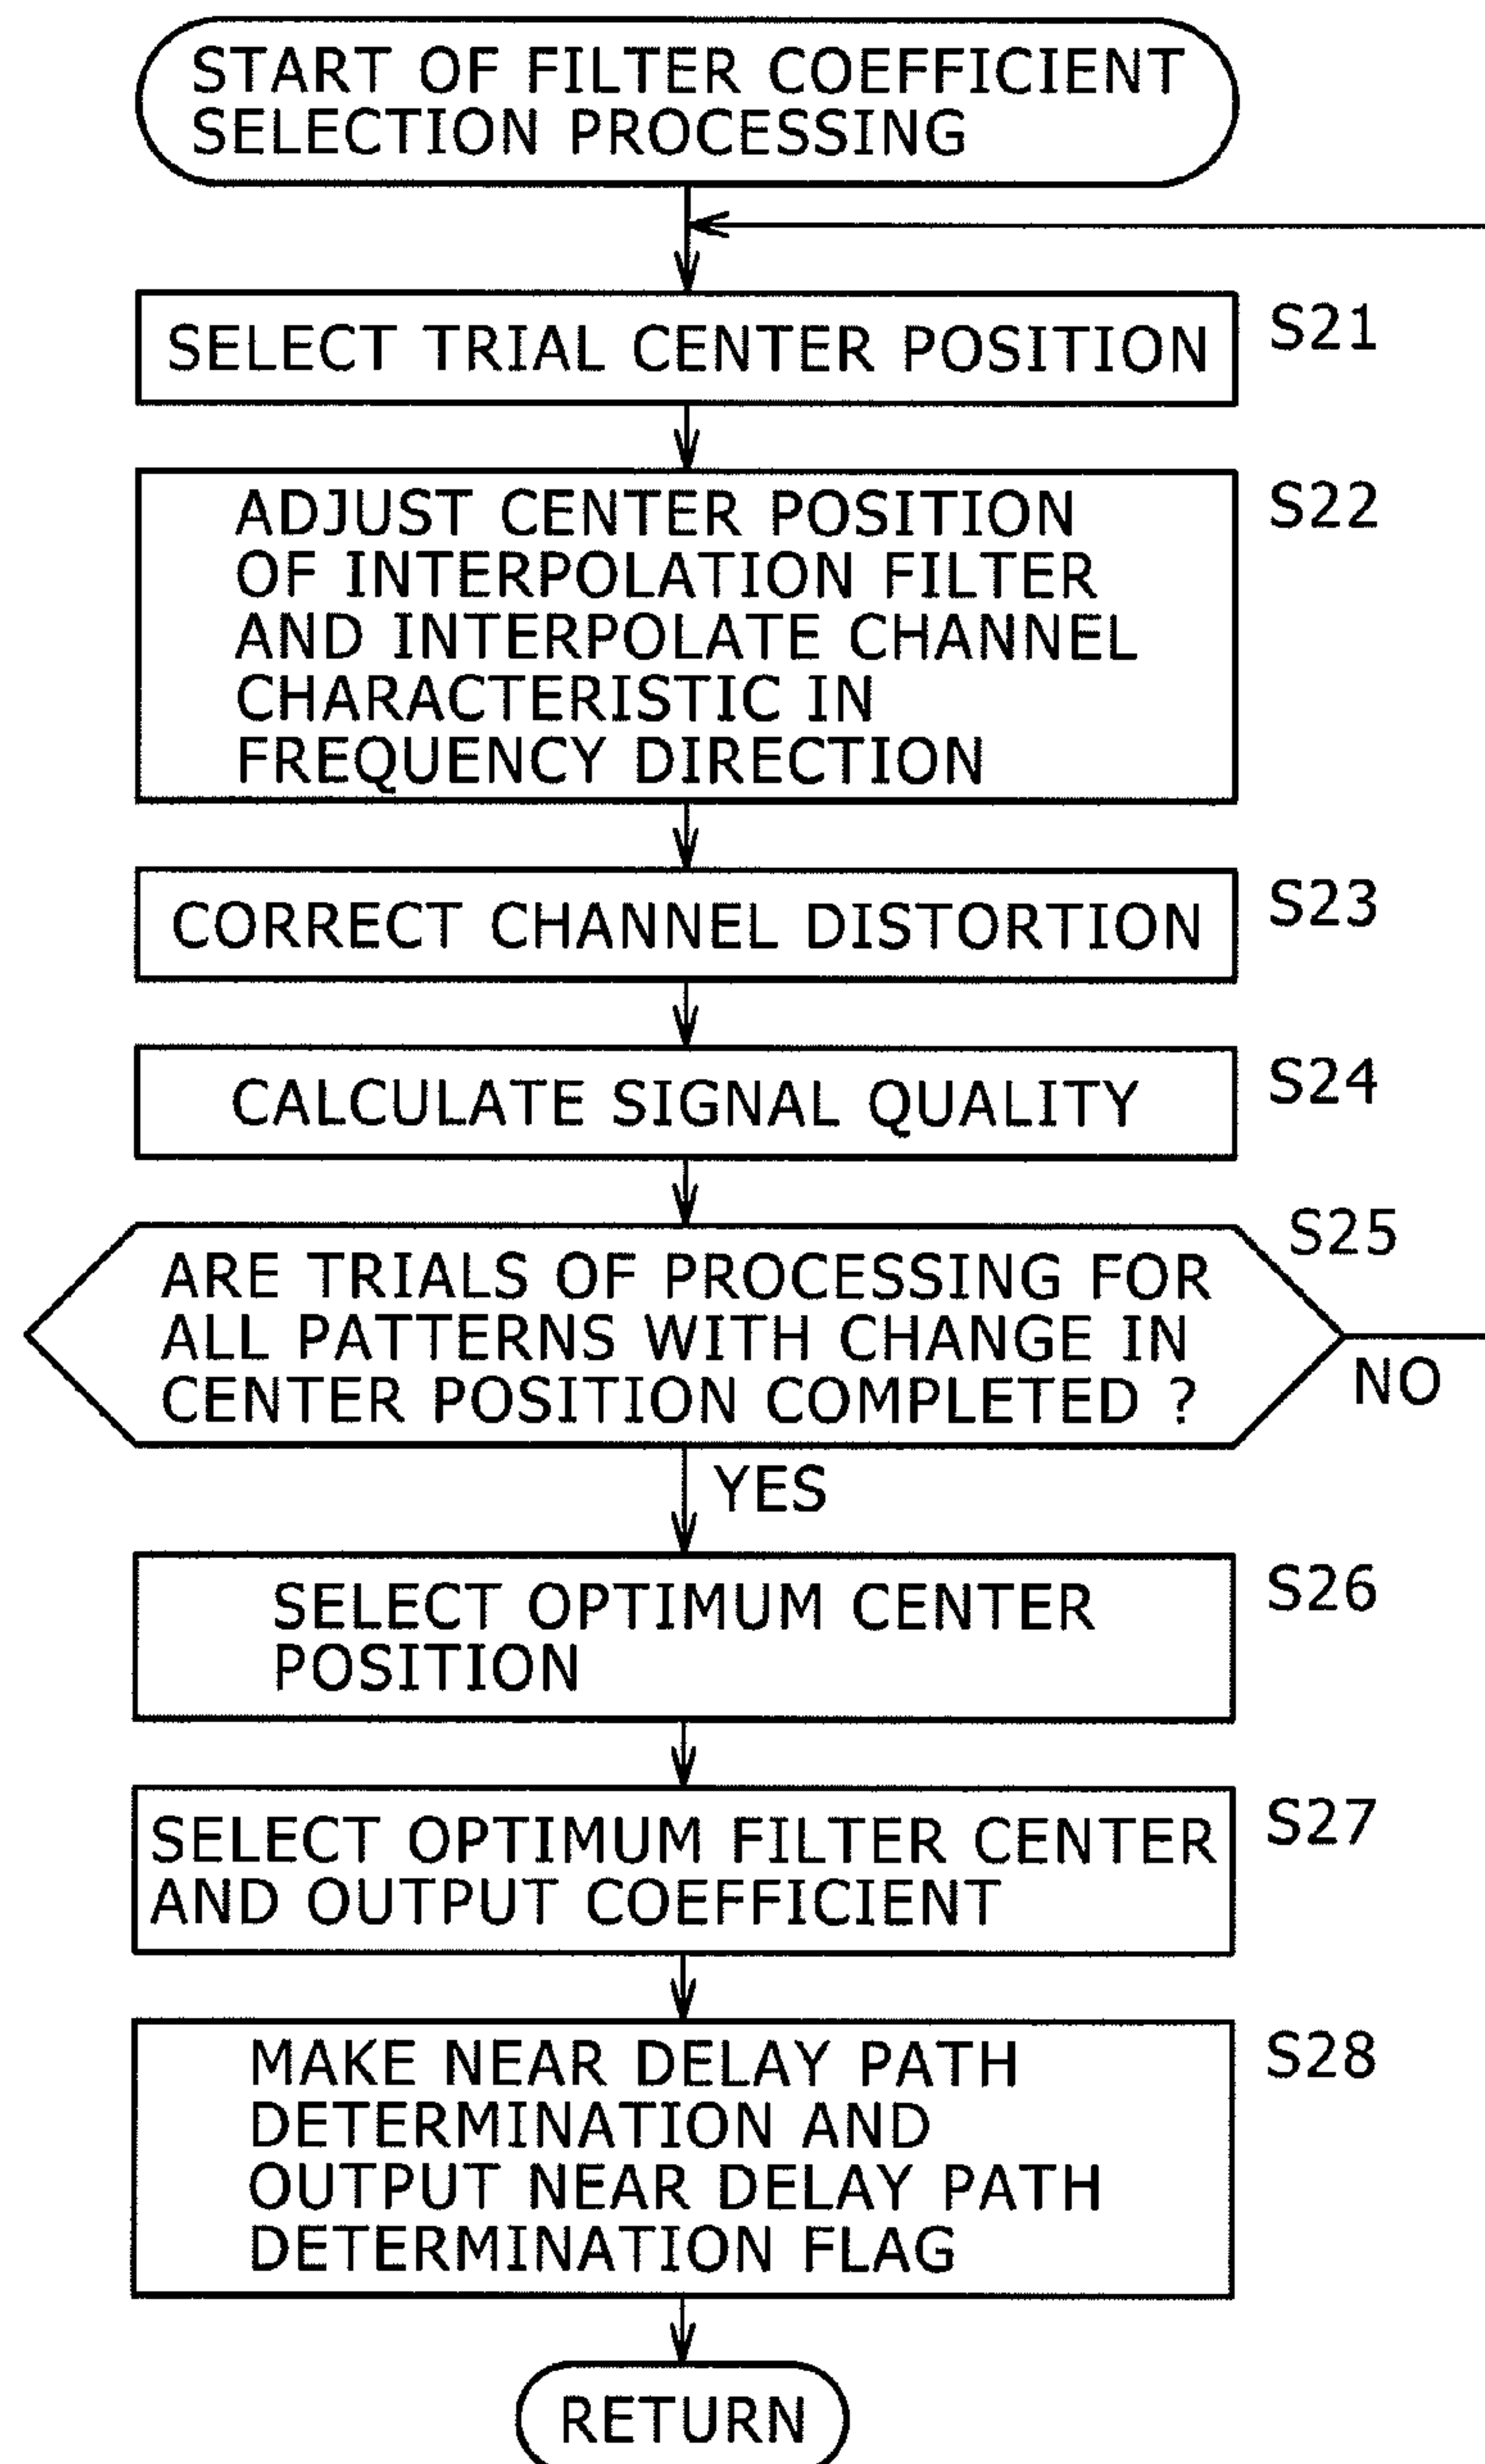 START OF FILTER COEFFICIENT
SELECTION PROCESSING
SELECT TRIAL CENTER POSITION
S21
ADJUST CENTER POSITION
OF INTERPOLATION FILTER
AND INTERPOLATE CHANNEL
CHARACTERISTIC IN
FREQUENCY DIRECTION
S22
CORRECT CHANNEL DISTORTION
S23
CALCULATE SIGNAL QUALITY
S24
S25
ARE TRIALS OF PROCESSING FOR
ALL PATTERNS WITH CHANGE IN
CENTER POSITION COMPLETED ?
NO
YES
SELECT OPTIMUM CENTER
POSITION
S26
SELECT OPTIMUM FILTER CENTER
AND OUTPUT COEFFICIENT
S27
MAKE NEAR DELAY PATH
DETERMINATION AND
OUTPUT NEAR DELAY PATH
DETERMINATION FLAG
S28
RETURN